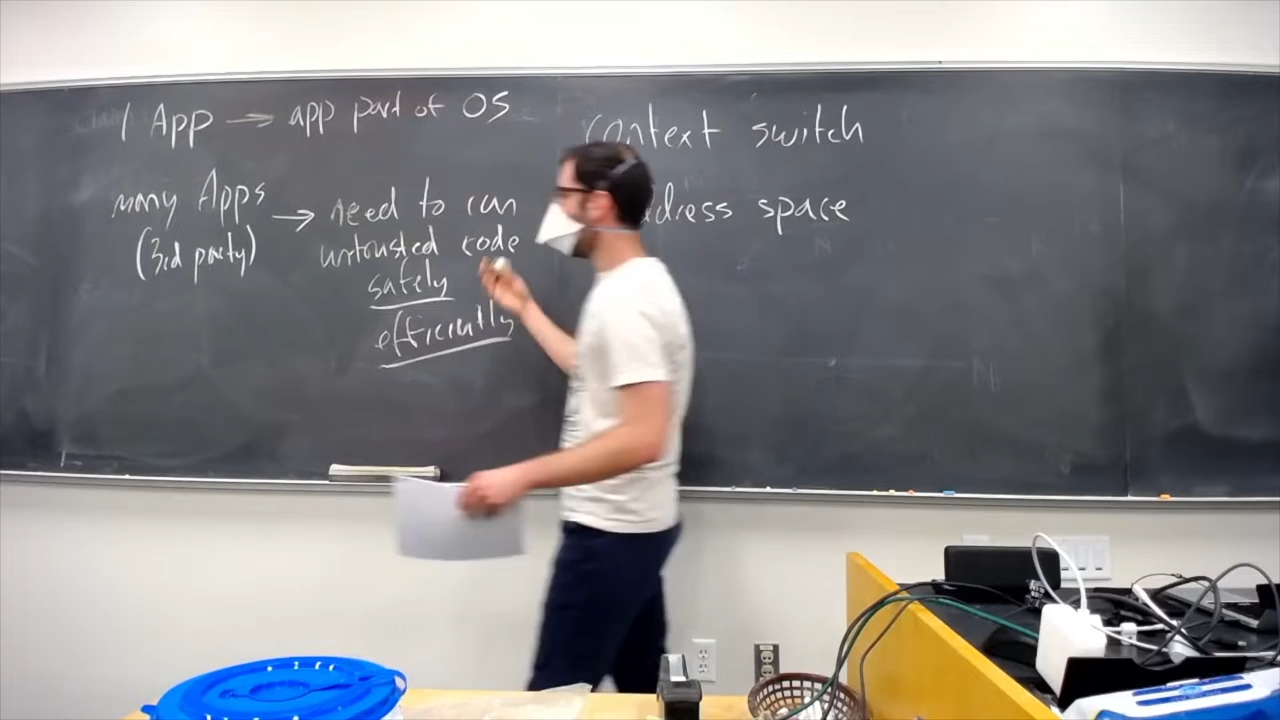 1 App → app part of OS
many Apps → need to run
(3rd party) untrusted code
safely
efficiently
context switch
address space